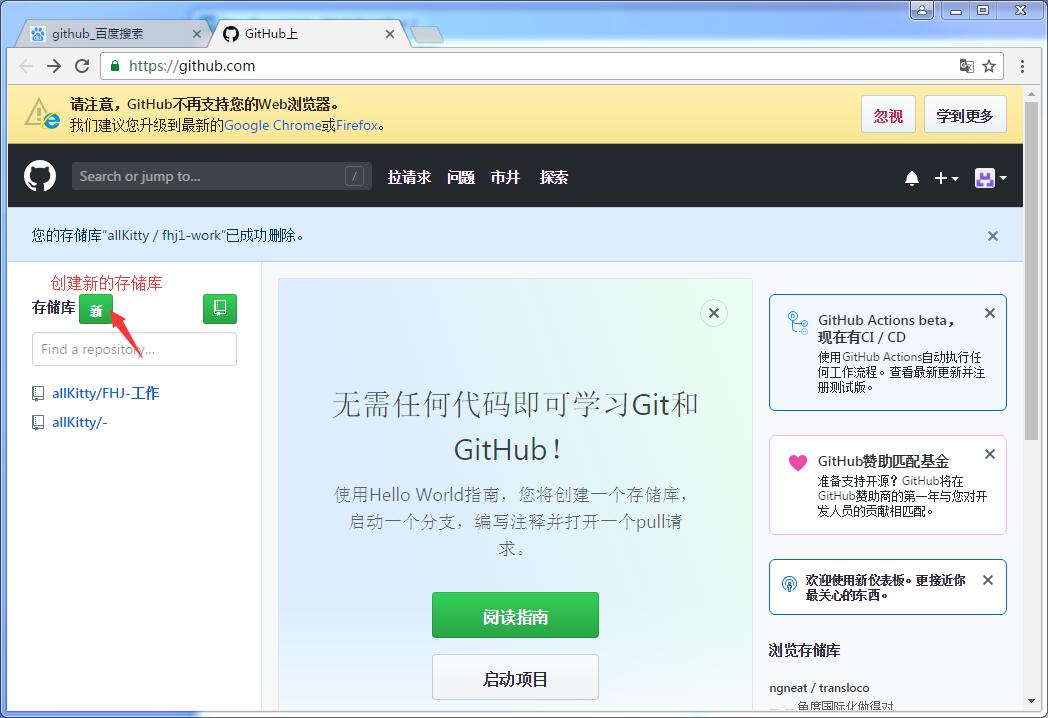 github_百度搜索
GitHub上
https://github.com
请注意，GitHub不再支持您的Web浏览器。
我们建议您升级到最新的Google Chrome或Firefox。
忽视
学到更多
Search or jump to...
/
拉请求 问题 市井 探索
您的存储库"allKitty / fhj1-work"已成功删除。
创建新的存储库
存储库 新
Find a repository...
allKitty/FHJ-工作
allKitty/-
无需任何代码即可学习Git和
GitHub！
使用Hello World指南，您将创建一个存储库，
启动一个分支，编写注释并打开一个pull请
求。
阅读指南
启动项目
GitHub Actions beta，
现在有CI / CD
使用GitHub Actions自动执行任
何工作流程。查看最新更新并注
册测试版。
GitHub赞助匹配基金
准备支持开源？GitHub将在
GitHub赞助商的第一年与您对开
发人员的贡献相匹配。
欢迎使用新仪表板。更接近你
最关心的东西。
浏览存储库
ngneat / transloco
角度国际化做得对